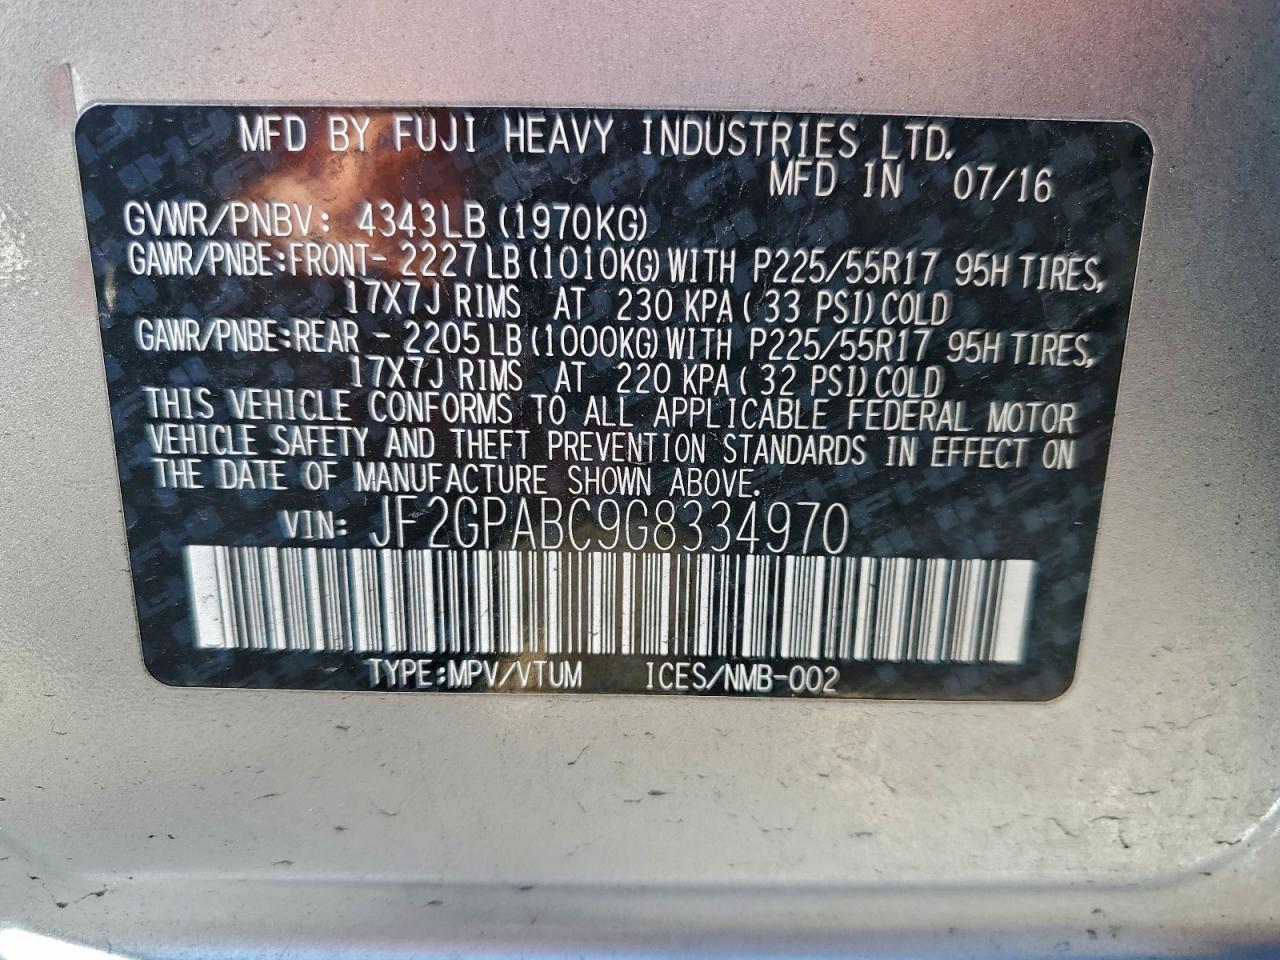 MFD BY FUJI HEAVY INDUSTRIES LTD.
MFD IN 07/16
GVWR/PNBV: 4343LB (1970KG)
GAWR/PNBE:FRONT- 2227 LB (1010KG) WITH P225/55R17 95H TIRES,
17X7J RIMS AT 230 KPA ( 33 PSI) COLD
GAWR/PNBE:REAR - 2205 LB (1000KG) WITH P225/55R17 95H TIRES,
17X7J RIMS AT 220 KPA ( 32 PSI) COLD
THIS VEHICLE CONFORMS TO ALL APPLICABLE FEDERAL MOTOR
VEHICLE SAFETY AND THEFT PREVENTION STANDARDS IN EFFECT ON
THE DATE OF MANUFACTURE SHOWN ABOVE.
VIN: JF2GPABC9G8334970
TYPE:MPV/VTUM ICES/NMB-002